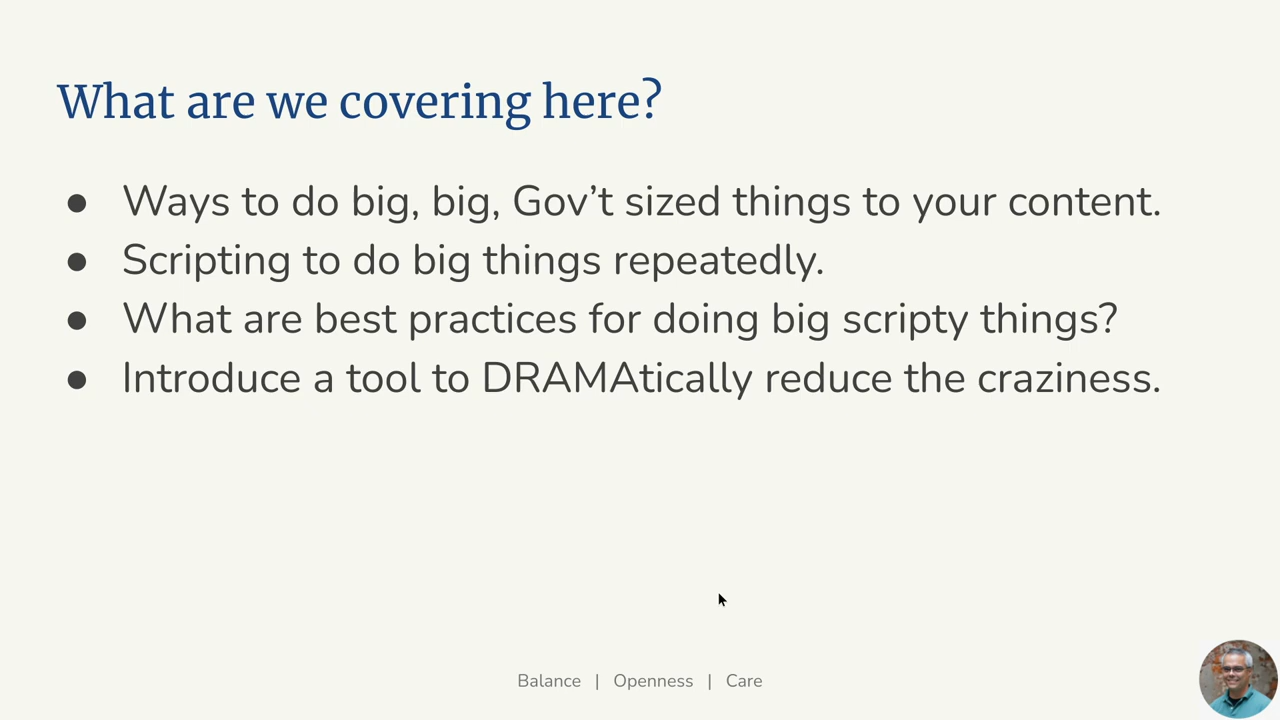 What are we covering here?
● Ways to do big, big, Gov’t sized things to your content.
● Scripting to do big things repeatedly.
● What are best practices for doing big scripty things?
● Introduce a tool to DRAMAtically reduce the craziness.
Balance | Openness | Care